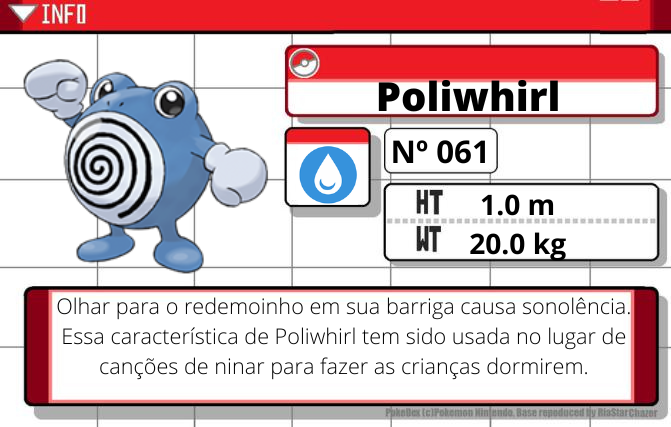 INFO
Poliwhirl
Nº 061
HT 1.0 m
WT 20.0 kg
Olhar para o redemoinho em sua barriga causa sonolência.
Essa característica de Poliwhirl tem sido usada no lugar de
canções de ninar para fazer as crianças dormirem.
PokeDex (c)Pokemon Nintendo. Base reproduced by RiaStarChazer